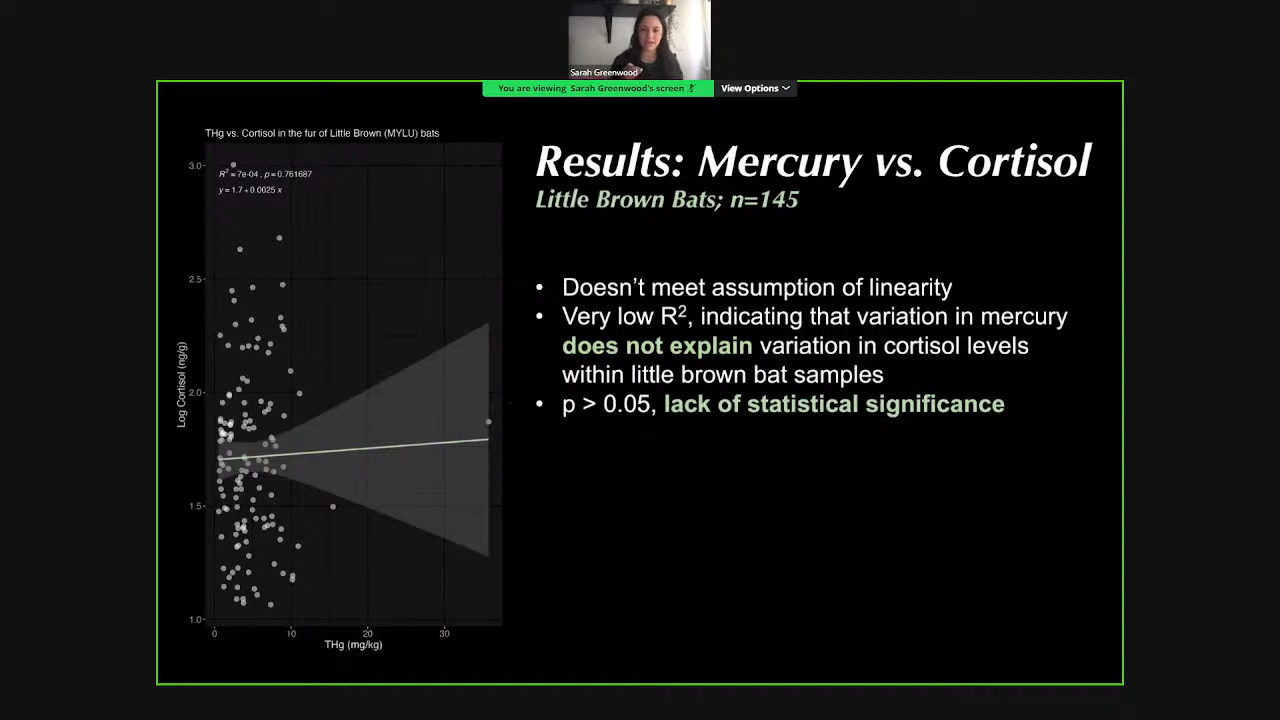 Sarah Greenwood
You are viewing Sarah Greenwood's screen
View Options
THg vs. Cortisol in the fur of Little Brown (MYLU) bats
R² = 7e-04, p = 0.761687
y = 1.7 + 0.0025 x
3.0
2.5
2.0
1.5
1.0
Log Cortisol (ng/g)
0 10 20 30
THg (mg/kg)
Results: Mercury vs. Cortisol
Little Brown Bats; n=145
• Doesn't meet assumption of linearity
• Very low R², indicating that variation in mercury
does not explain variation in cortisol levels
within little brown bat samples
• p > 0.05, lack of statistical significance